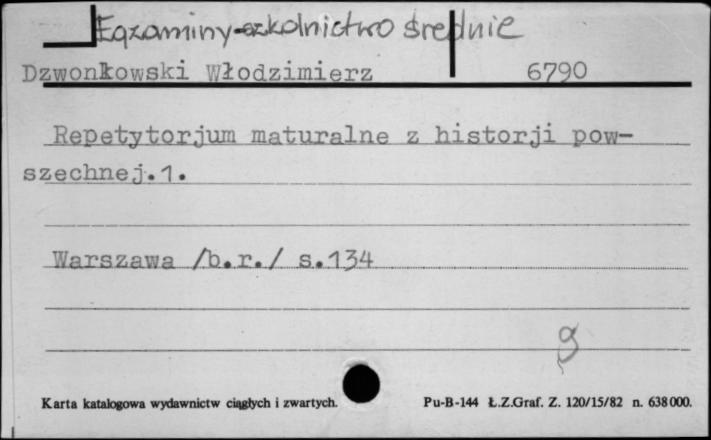 Egzaminy-szkolnictwo średnie
Dzwonkowski Włodzimierz 6790
Repetytorjum maturalne z historji pow-
szechnej.1.
Warszawa /b.r./ s.134
g
Karta katalogowa wydawnictw ciągłych i zwartych. Pu-B-144 Ł.Z.Graf. Z. 120/15/82 n. 638000.